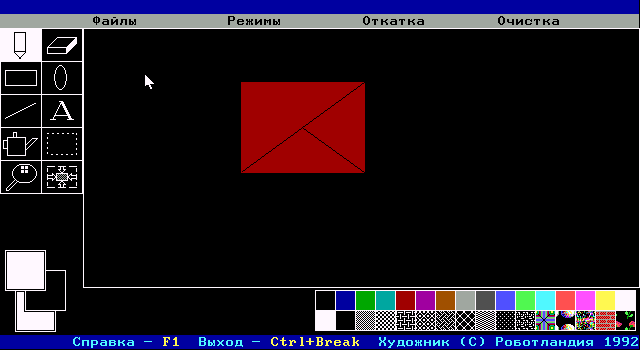 Файлы Режимы Откатка Очистка
A
Справка – F1 Выход – Ctrl+Break Художник (C) Роботландия 1992